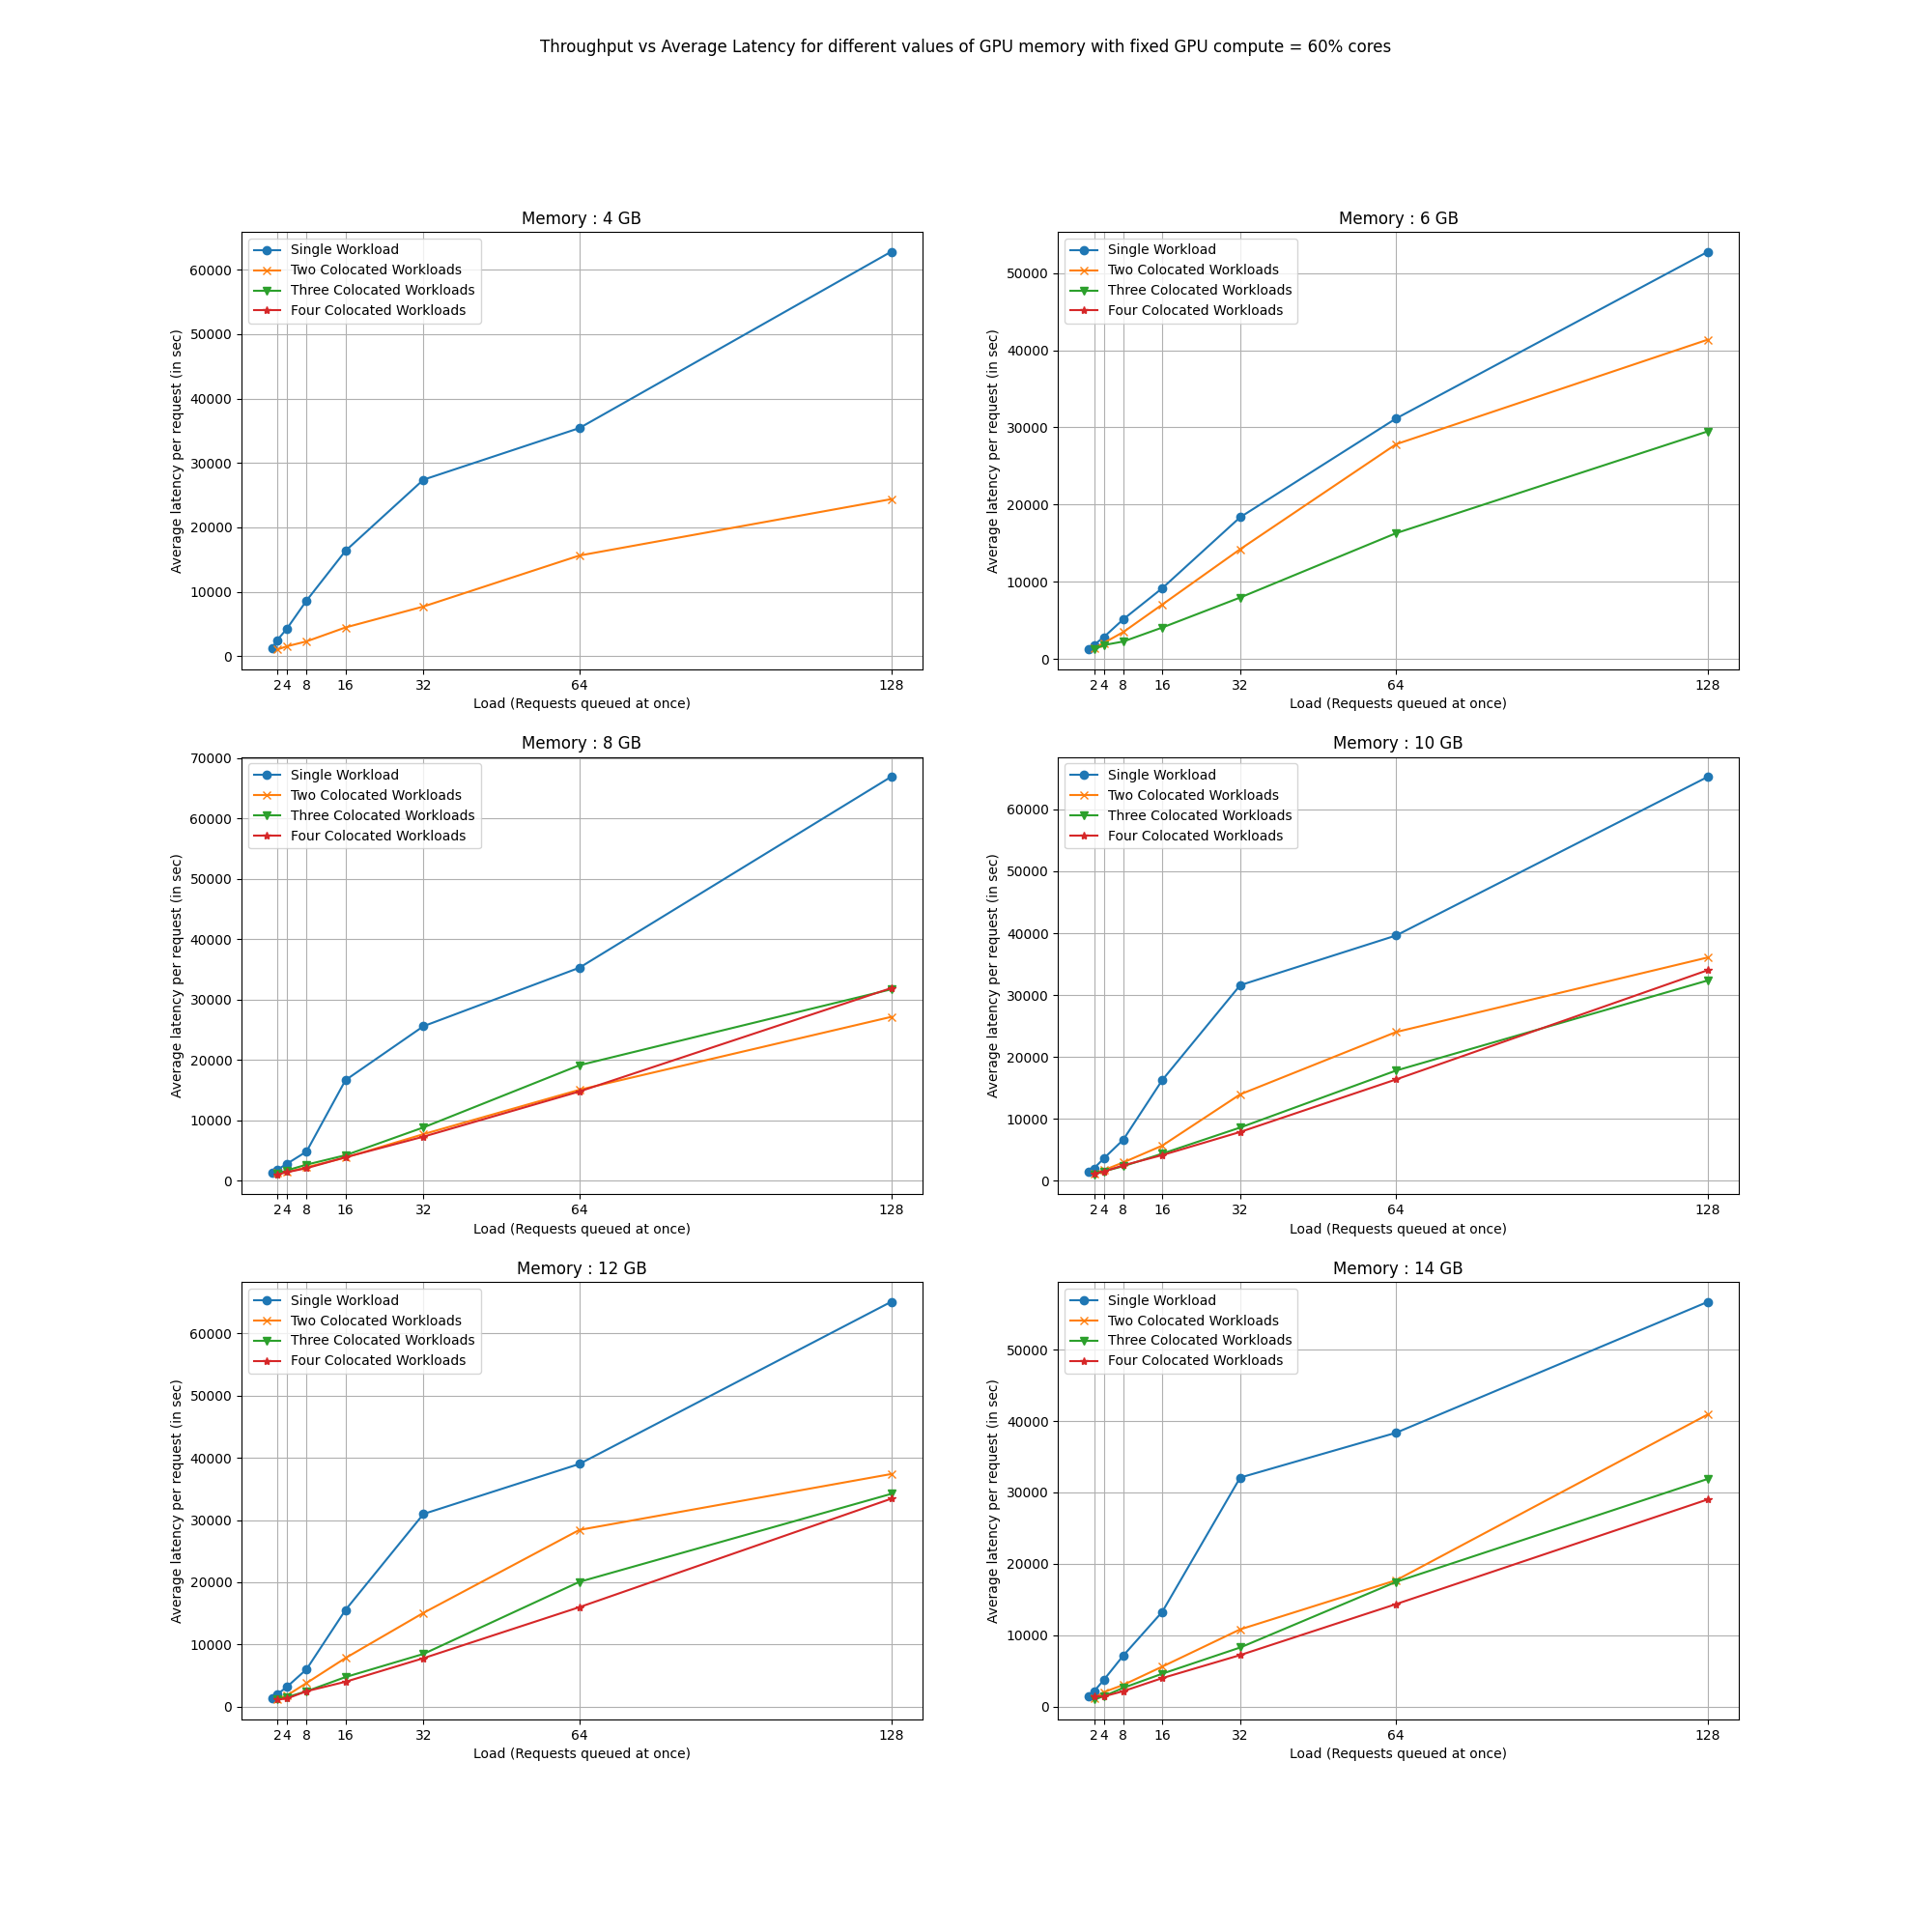 Throughput vs Average Latency for different values of GPU memory with fixed GPU compute = 60% cores
Memory : 4 GB
Single Workload
Two Colocated Workloads
Three Colocated Workloads
Four Colocated Workloads
60000
50000
40000
30000
20000
10000
0
Average latency per request (in sec)
2 4 8 16 32 64 128
Load (Requests queued at once)
Memory : 6 GB
Single Workload
Two Colocated Workloads
Three Colocated Workloads
Four Colocated Workloads
50000
40000
30000
20000
10000
0
Average latency per request (in sec)
2 4 8 16 32 64 128
Load (Requests queued at once)
Memory : 8 GB
Single Workload
Two Colocated Workloads
Three Colocated Workloads
Four Colocated Workloads
70000
60000
50000
40000
30000
20000
10000
0
Average latency per request (in sec)
2 4 8 16 32 64 128
Load (Requests queued at once)
Memory : 10 GB
Single Workload
Two Colocated Workloads
Three Colocated Workloads
Four Colocated Workloads
60000
50000
40000
30000
20000
10000
0
Average latency per request (in sec)
2 4 8 16 32 64 128
Load (Requests queued at once)
Memory : 12 GB
Single Workload
Two Colocated Workloads
Three Colocated Workloads
Four Colocated Workloads
60000
50000
40000
30000
20000
10000
0
Average latency per request (in sec)
2 4 8 16 32 64 128
Load (Requests queued at once)
Memory : 14 GB
Single Workload
Two Colocated Workloads
Three Colocated Workloads
Four Colocated Workloads
50000
40000
30000
20000
10000
0
Average latency per request (in sec)
2 4 8 16 32 64 128
Load (Requests queued at once)